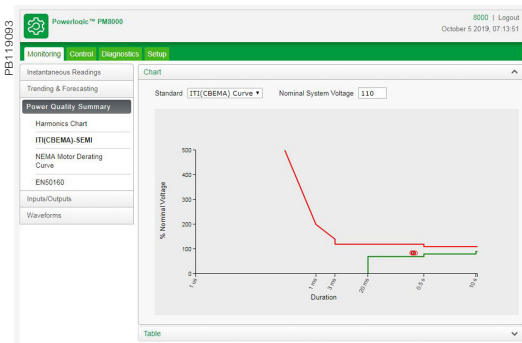 PB119093
Powerlogic™ PM8000
8000 | Logout
October 5 2019, 07:13:51
Monitoring Control Diagnostics Setup
Instantaneous Readings
Trending & Forecasting
Power Quality Summary
Harmonics Chart
ITI(CBEMA)-SEMI
NEMA Motor Derating
Curve
EN50160
Inputs/Outputs
Waveforms
Chart
Standard ITI(CBEMA) Curve Nominal System Voltage 110
% Nominal Voltage
500
400
300
200
100
0
1 us
1 ms
3 ms
20 ms
0.5 s
10 s
Duration
Table